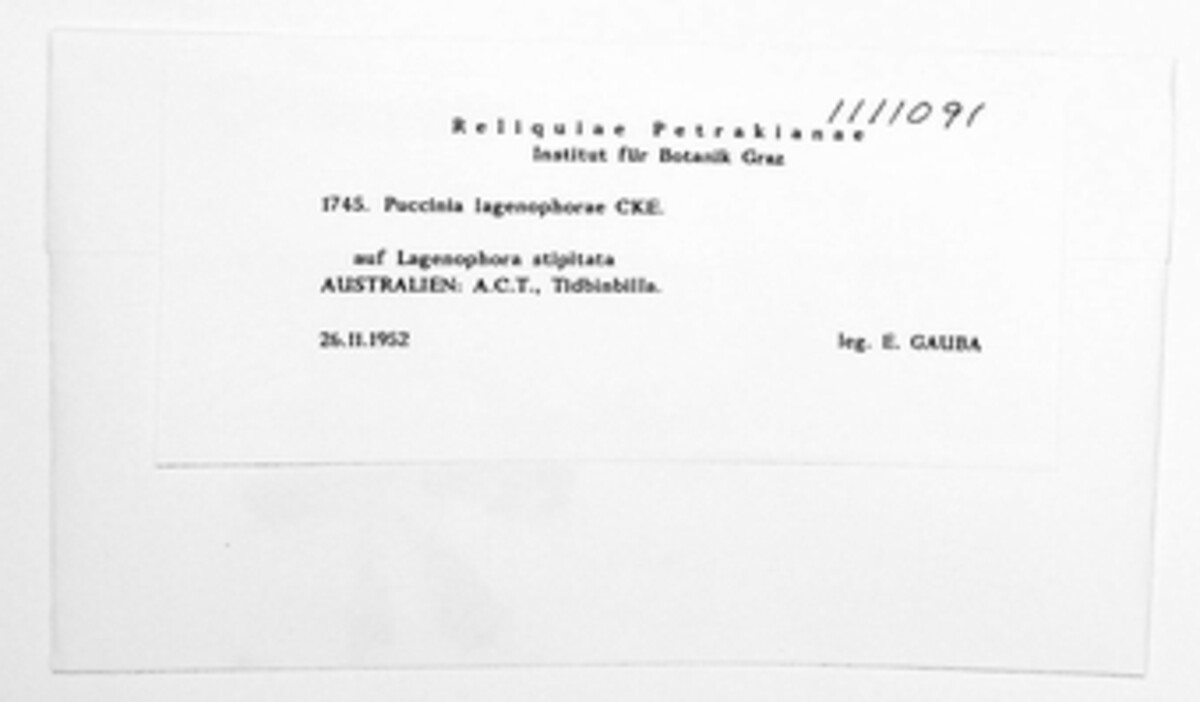 1111091
Reliquiae Petrakianae
Institut für Botanik Graz
1745. Puccinia lagenophorae CKE.
auf Lagenophora stipitata
AUSTRALIEN: A.C.T., Tidbinbilla.
26.11.1952 leg. E. GAUBA